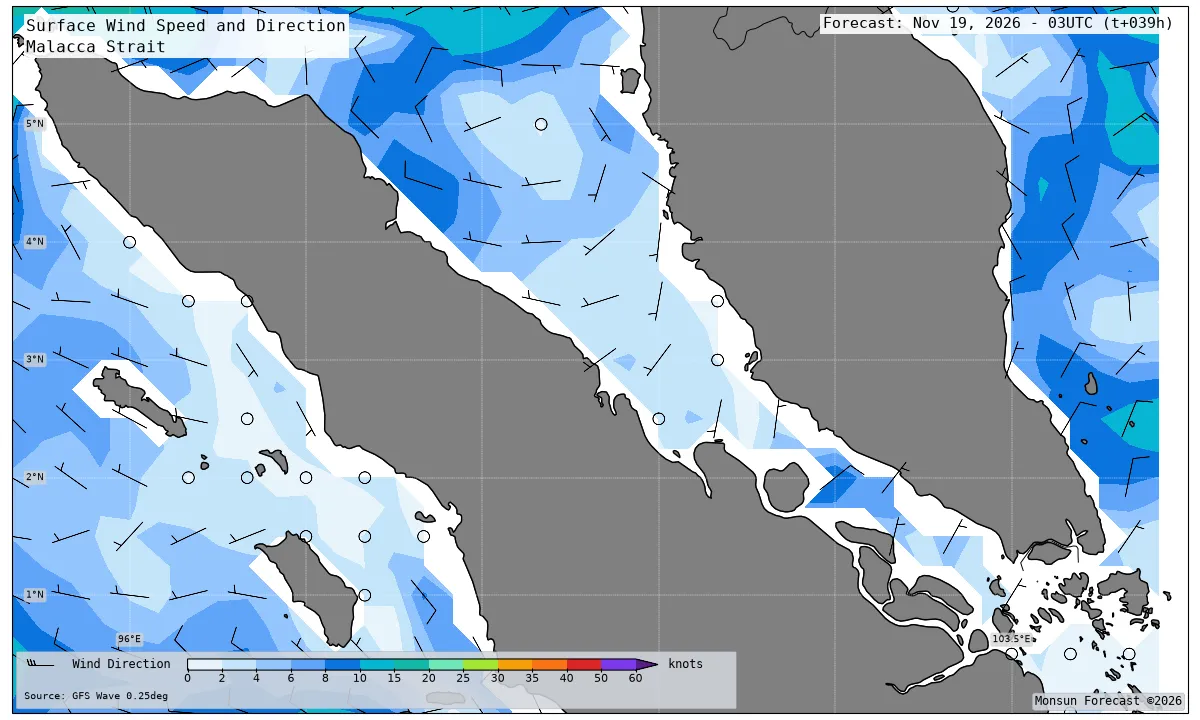 Surface Wind Speed and Direction
Malacca Strait
Forecast: Nov 19, 2026 - 03UTC (t+039h)
5°N
4°N
3°N
2°N
1°N
96°E
103.5°E
Wind Direction
knots
0 2 4 6 8 10 12 15 20 25 30 35 40 50 60
Source: GFS Wave 0.25deg
Monsun Forecast ©2026